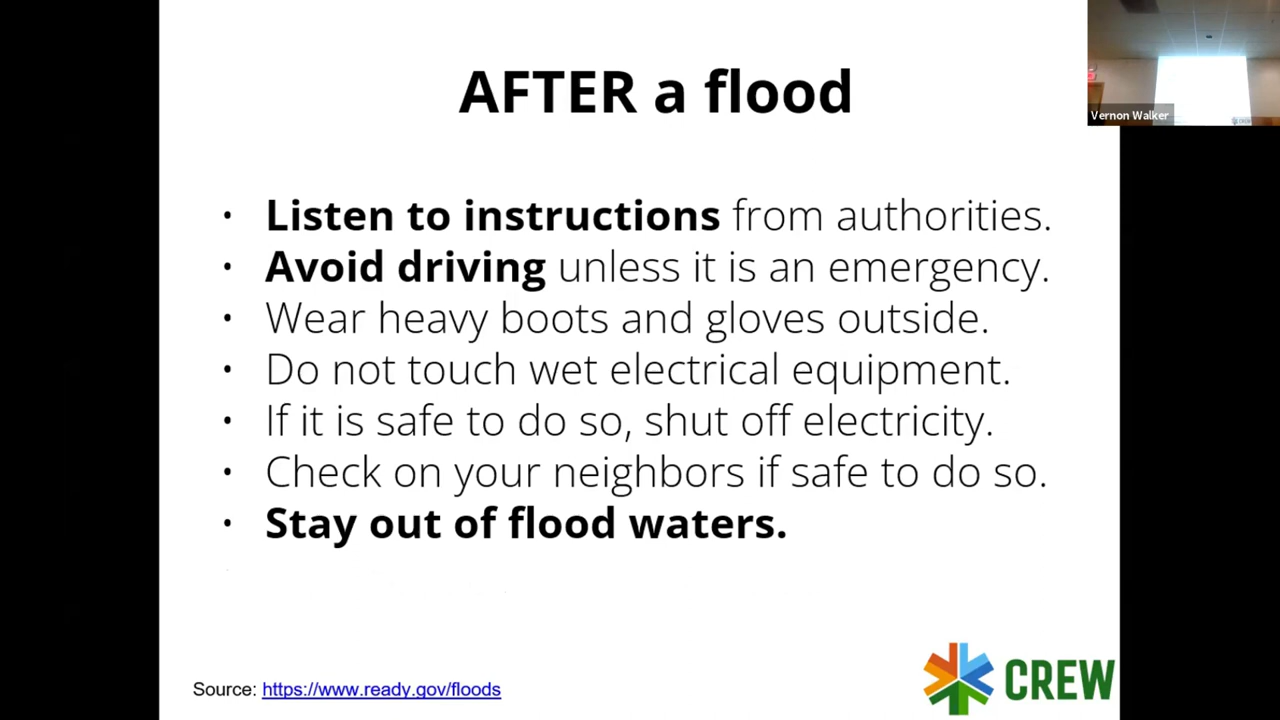 AFTER a flood
Vernon Walker
• Listen to instructions from authorities.
• Avoid driving unless it is an emergency.
• Wear heavy boots and gloves outside.
• Do not touch wet electrical equipment.
• If it is safe to do so, shut off electricity.
• Check on your neighbors if safe to do so.
• Stay out of flood waters.
Source: https://www.ready.gov/floods
CREW